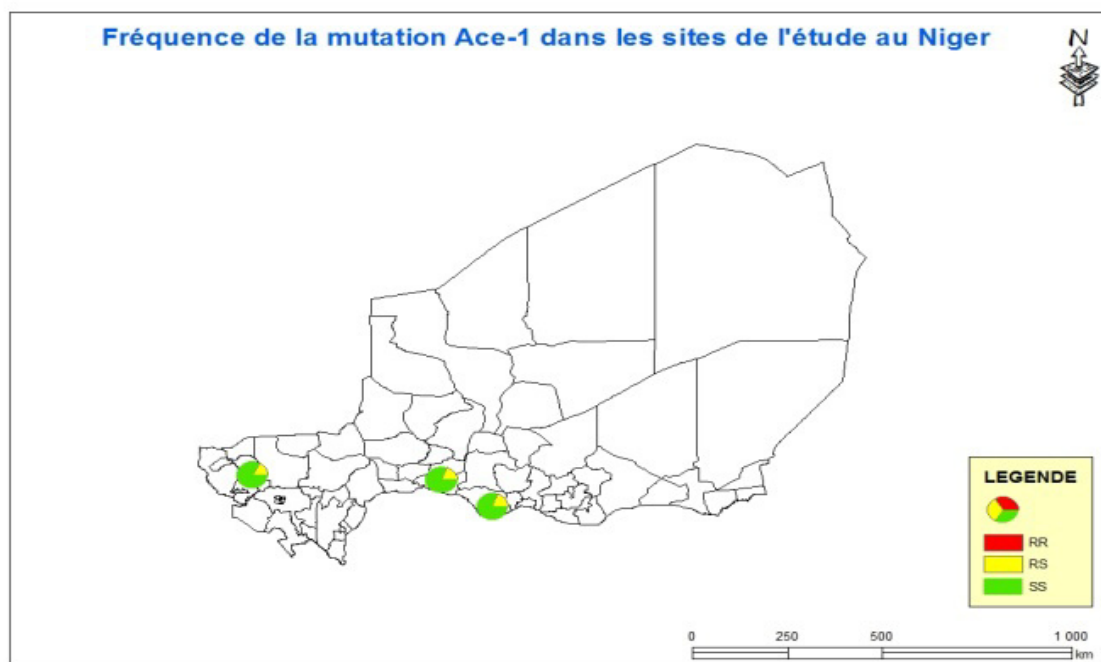 Fréquence de la mutation Ace-1 dans les sites de l'étude au Niger
N
LEGENDE
RR
RS
SS
0 250 500 1 000
km